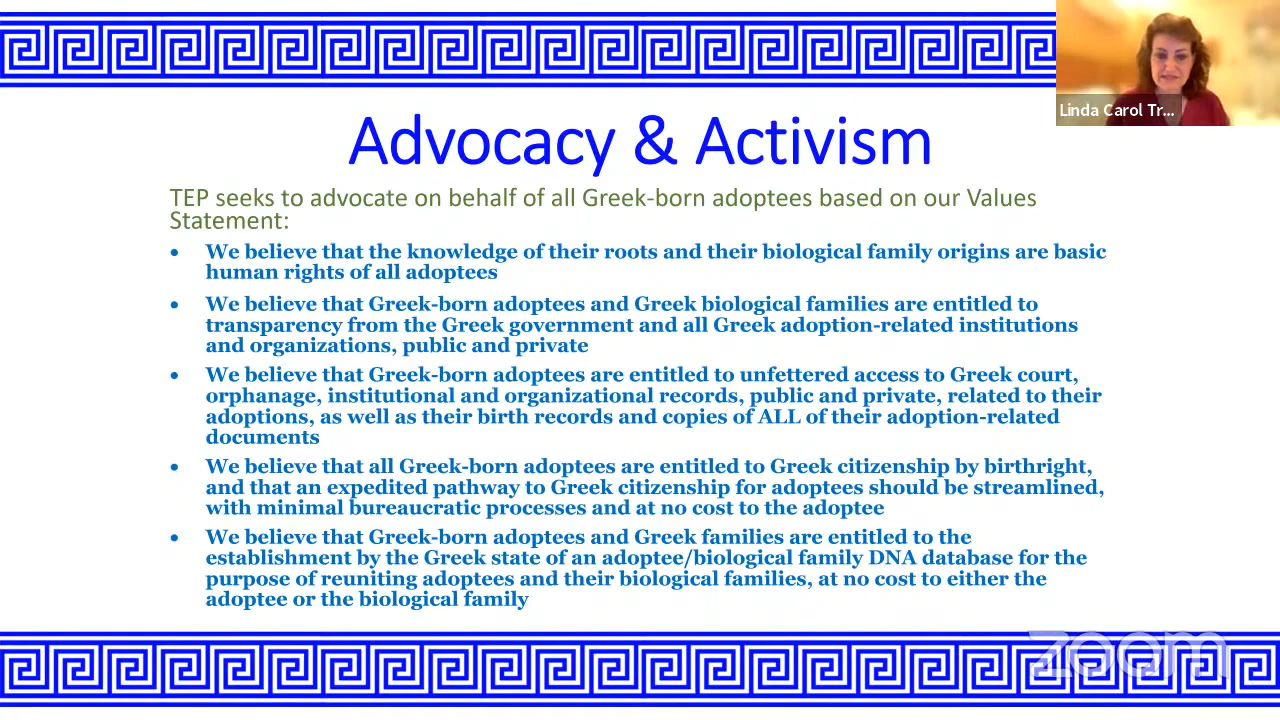 Linda Carol Tr...
Advocacy & Activism
TEP seeks to advocate on behalf of all Greek-born adoptees based on our Values
Statement:
• We believe that the knowledge of their roots and their biological family origins are basic
human rights of all adoptees
• We believe that Greek-born adoptees and Greek biological families are entitled to
transparency from the Greek government and all Greek adoption-related institutions
and organizations, public and private
• We believe that Greek-born adoptees are entitled to unfettered access to Greek court,
orphanage, institutional and organizational records, public and private, related to their
adoptions, as well as their birth records and copies of ALL of their adoption-related
documents
• We believe that all Greek-born adoptees are entitled to Greek citizenship by birthright,
and that an expedited pathway to Greek citizenship for adoptees should be streamlined,
with minimal bureaucratic processes and at no cost to the adoptee
• We believe that Greek-born adoptees and Greek families are entitled to the
establishment by the Greek state of an adoptee/biological family DNA database for the
purpose of reuniting adoptees and their biological families, at no cost to either the
adoptee or the biological family
zoom